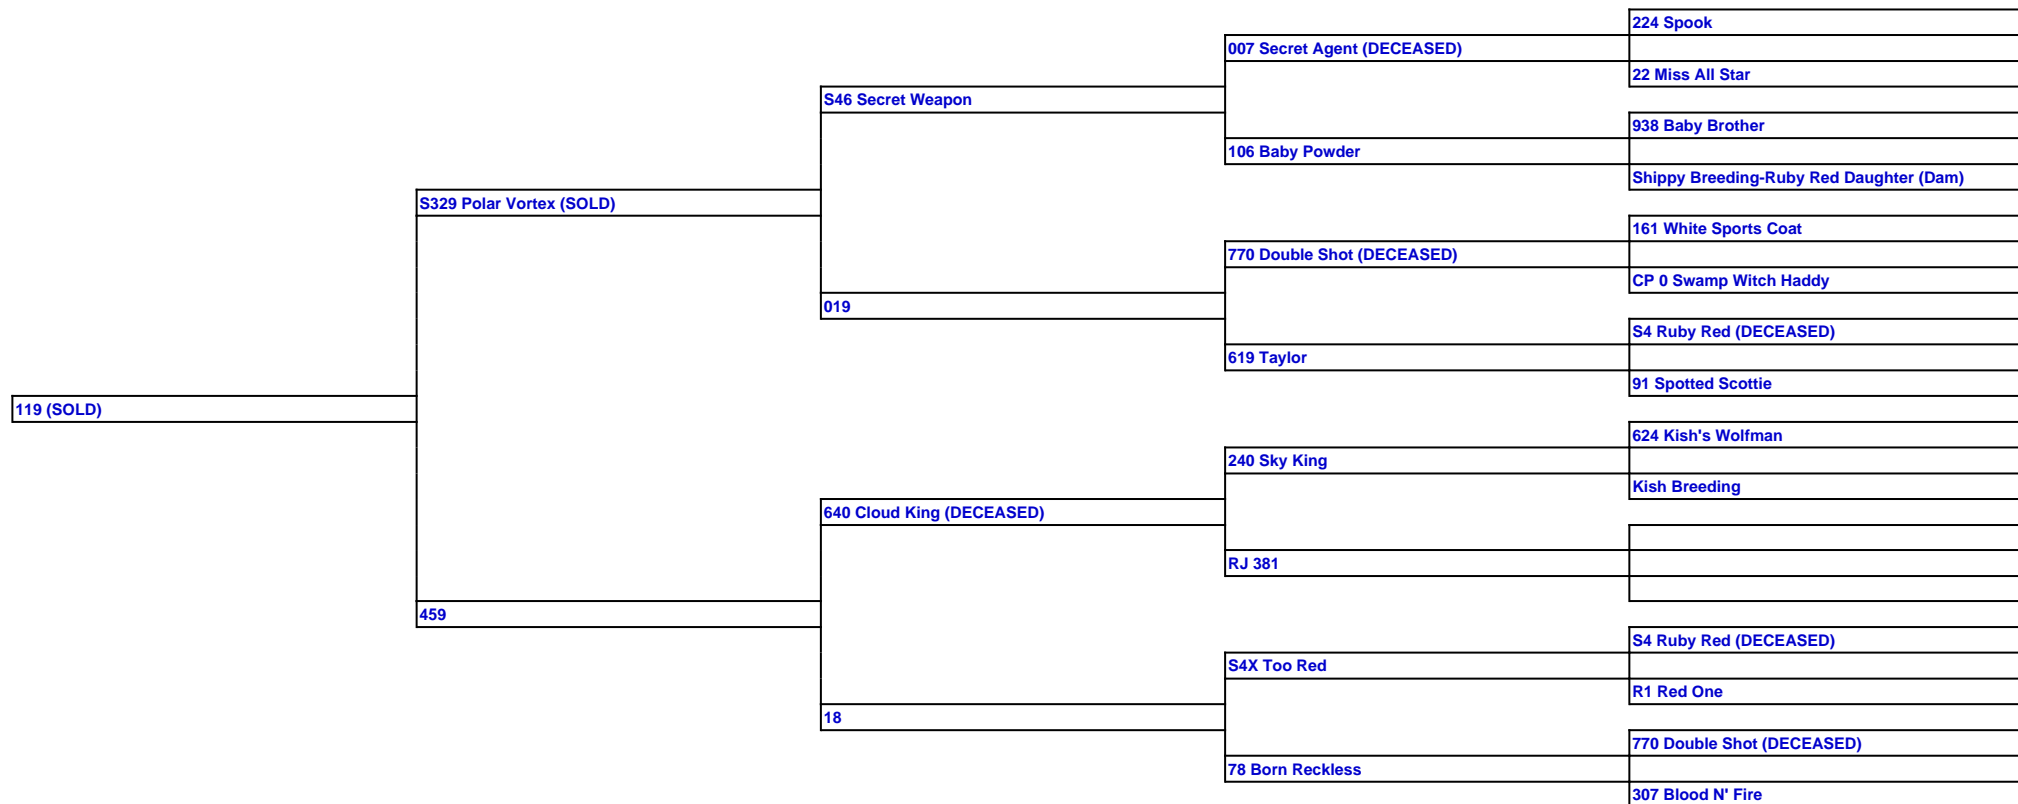 224 Spook
007 Secret Agent (DECEASED)
22 Miss All Star
S46 Secret Weapon
938 Baby Brother
106 Baby Powder
Shippy Breeding-Ruby Red Daughter (Dam)
S329 Polar Vortex (SOLD)
161 White Sports Coat
770 Double Shot (DECEASED)
CP 0 Swamp Witch Haddy
019
S4 Ruby Red (DECEASED)
619 Taylor
91 Spotted Scottie
119 (SOLD)
624 Kish's Wolfman
240 Sky King
Kish Breeding
640 Cloud King (DECEASED)
RJ 381
459
S4 Ruby Red (DECEASED)
S4X Too Red
R1 Red One
18
770 Double Shot (DECEASED)
78 Born Reckless
307 Blood N' Fire